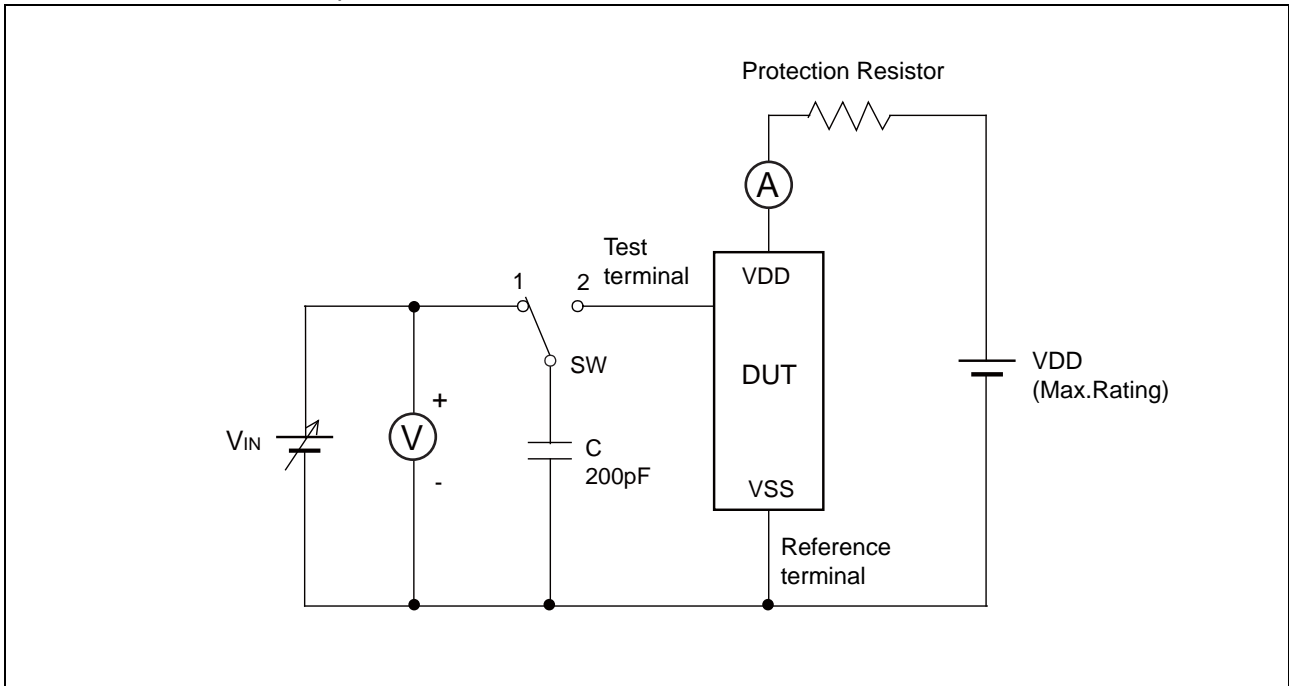 Protection Resistor
A
Test
terminal
1
2
VDD
SW
DUT
VDD
(Max.Rating)
+
VIN
V
C
200pF
-
VSS
Reference
terminal